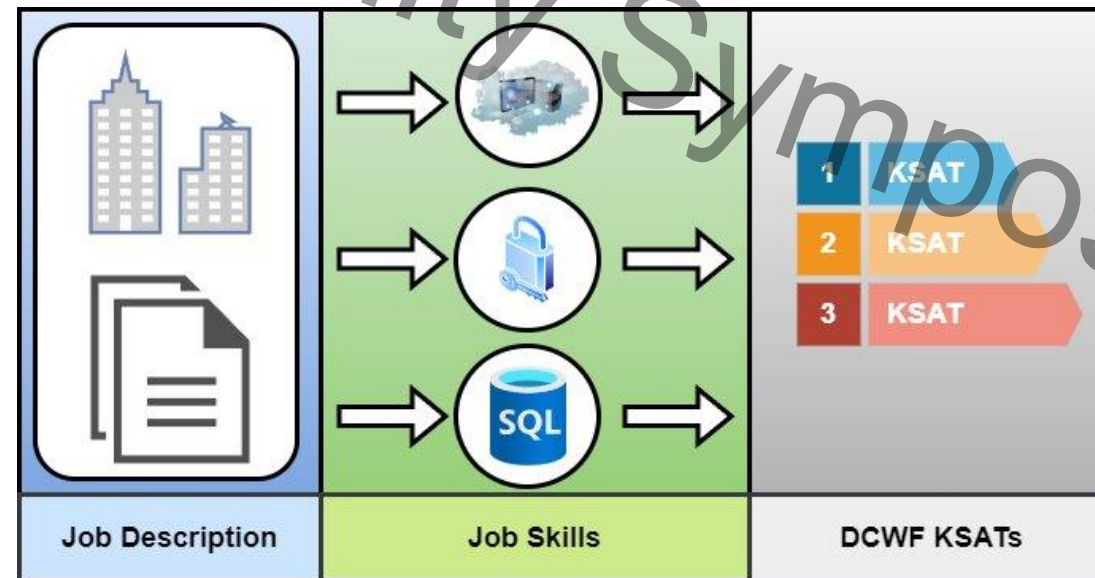 ity Sympos
SQL
1 KSAT
2 KSAT
3 KSAT
Job Description
Job Skills
DCWF KSATs